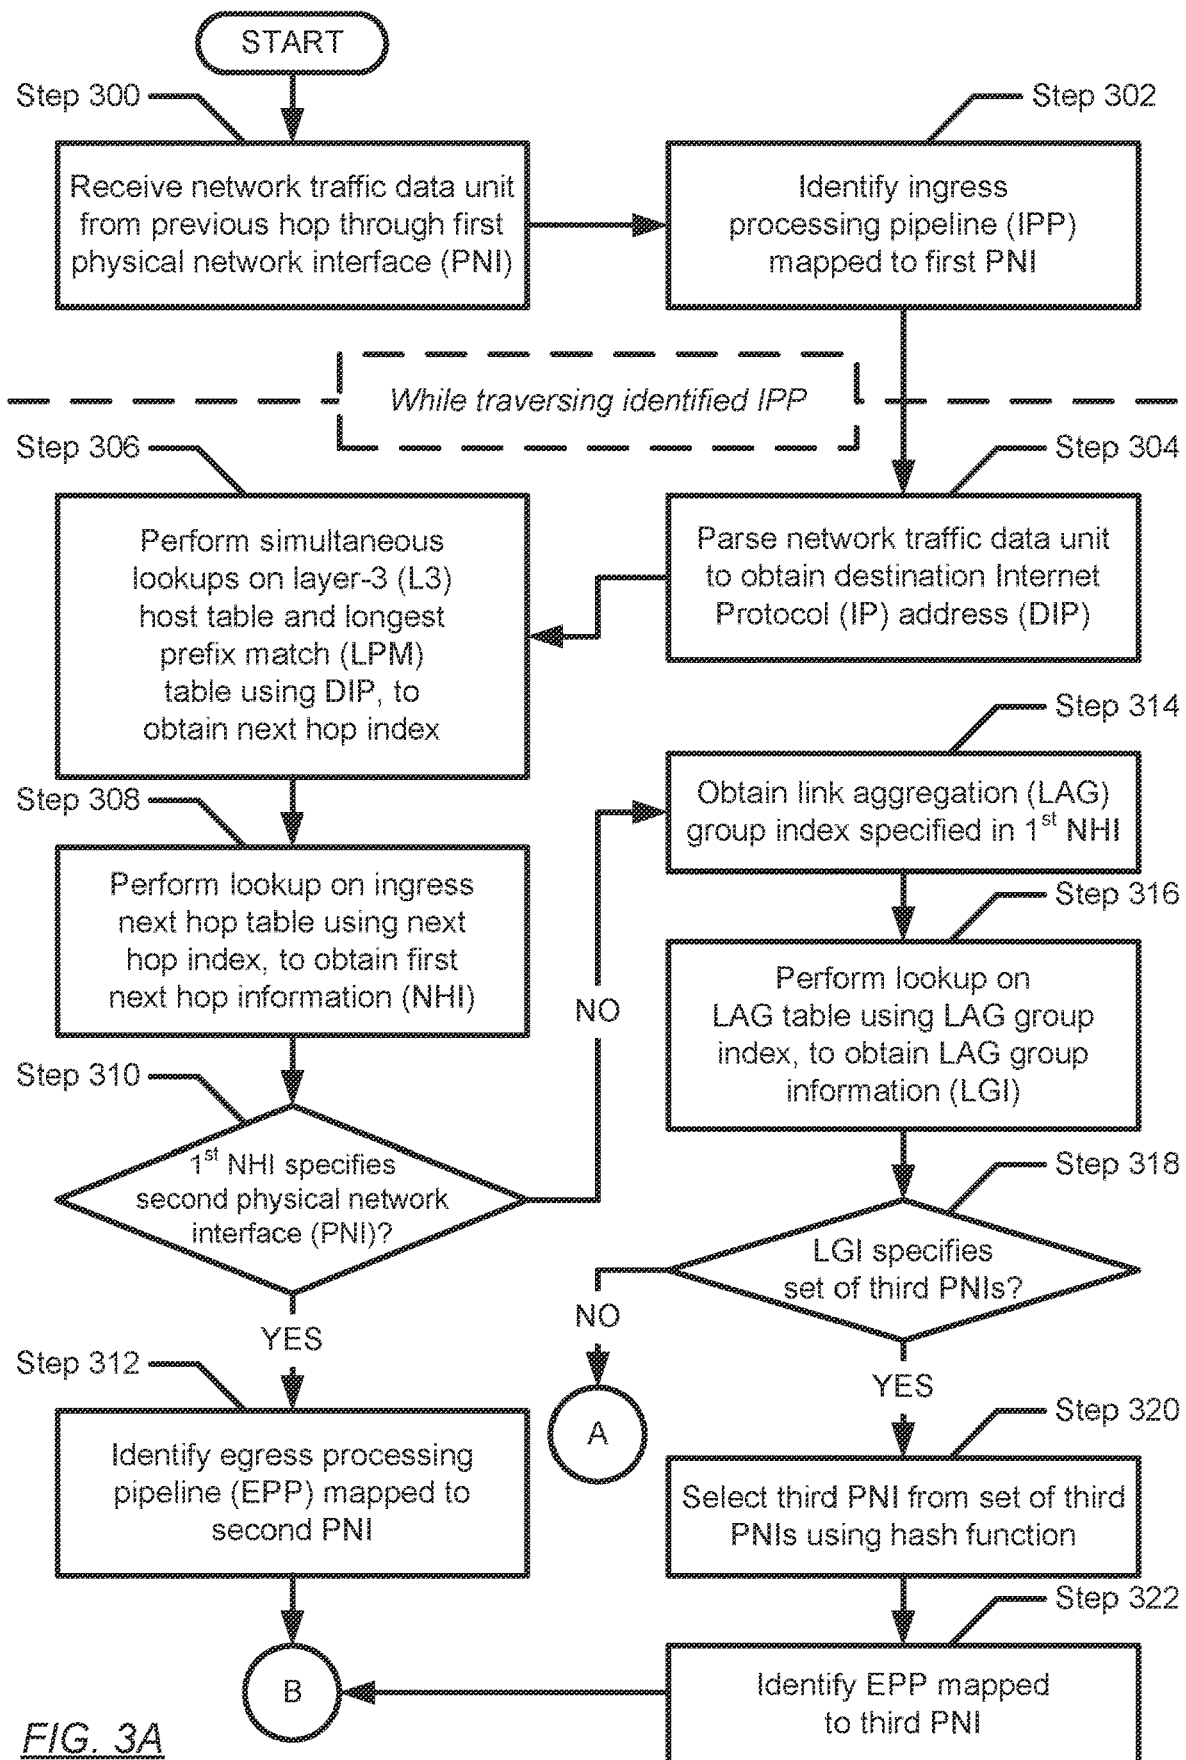 START
Step 300
Receive network traffic data unit
from previous hop through first
physical network interface (PNI)
Step 302
Identify ingress
processing pipeline (IPP)
mapped to first PNI
While traversing identified IPP
Step 304
Parse network traffic data unit
to obtain destination Internet
Protocol (IP) address (DIP)
Step 306
Perform simultaneous
lookups on layer-3 (L3)
host table and longest
prefix match (LPM)
table using DIP, to
obtain next hop index
Step 308
Perform lookup on ingress
next hop table using next
hop index, to obtain first
next hop information (NHI)
Step 310
1st NHI specifies
second physical network
interface (PNI)?
NO
YES
Step 312
Identify egress processing
pipeline (EPP) mapped to
second PNI
B
Step 314
Obtain link aggregation (LAG)
group index specified in 1st NHI
Step 316
Perform lookup on
LAG table using LAG group
index, to obtain LAG group
information (LGI)
Step 318
LGI specifies
set of third PNIs?
NO
A
YES
Step 320
Select third PNI from set of third
PNIs using hash function
Step 322
Identify EPP mapped
to third PNI
FIG. 3A